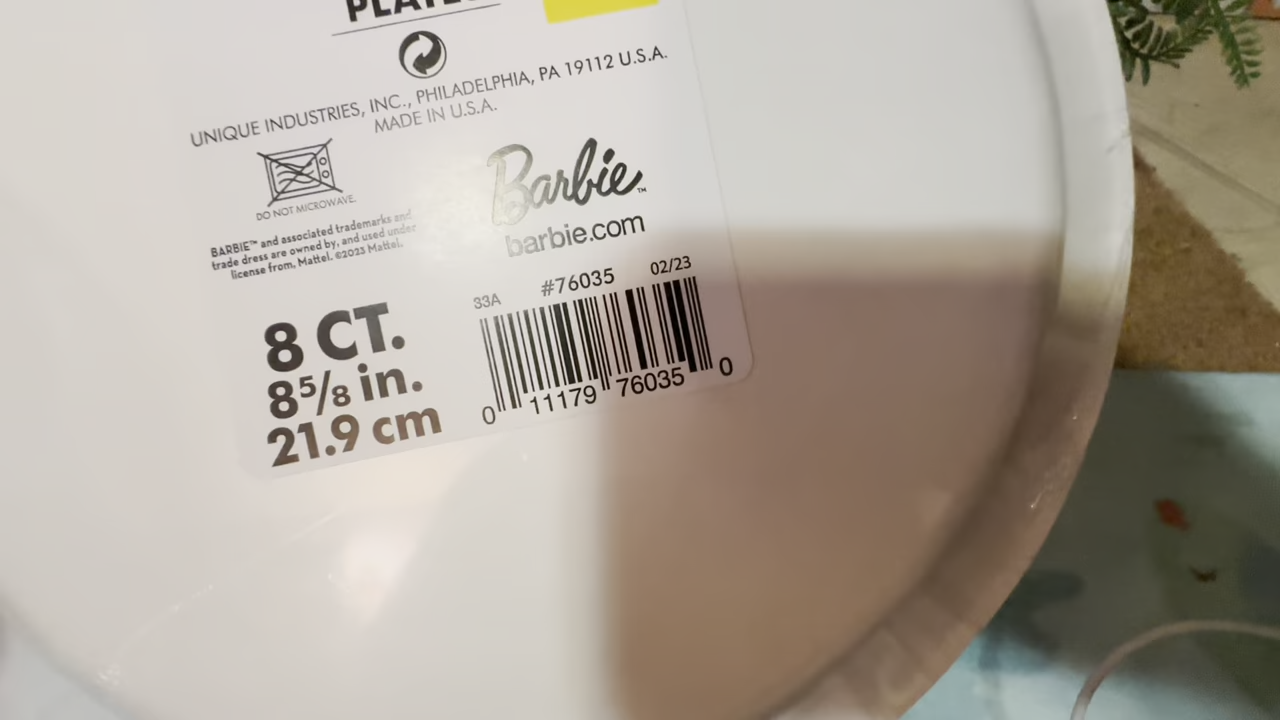 PLATES
UNIQUE INDUSTRIES, INC., PHILADELPHIA, PA 19112 U.S.A.
MADE IN U.S.A.
DO NOT MICROWAVE.
BARBIE™ and associated trademarks and
trade dress are owned by, and used under
license from, Mattel. ©2023 Mattel.
Barbie™
barbie.com
8 CT.
8⅝ in.
21.9 cm
33A #76035 02/23
0 11179 76035 0